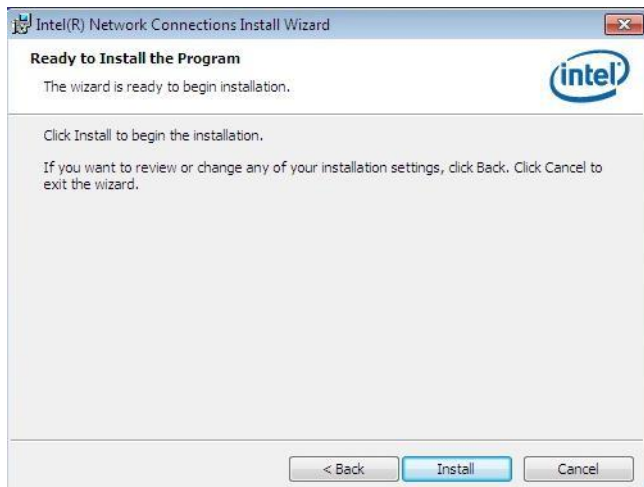 Intel(R) Network Connections Install Wizard
Ready to Install the Program
The wizard is ready to begin installation.
intel
Click Install to begin the installation.
If you want to review or change any of your installation settings, click Back. Click Cancel to
exit the wizard.
< Back
Install
Cancel